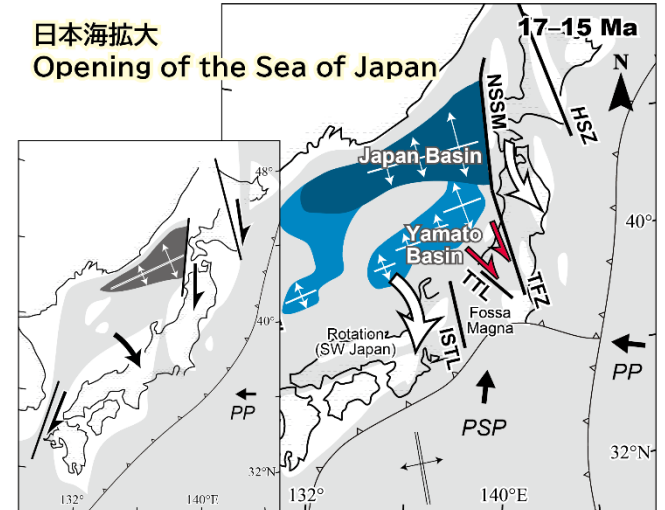 日本海拡大
Opening of the Sea of Japan
17–15 Ma
N
NSSM
HSZ
Japan Basin
48°
40°
Yamato
Basin
TTL
TFZ
Fossa
Magna
40°
Rotation
(SW Japan)
ISTL
PP
PP
PSP
32°N
32°N
132°
140°E
132°
140°E